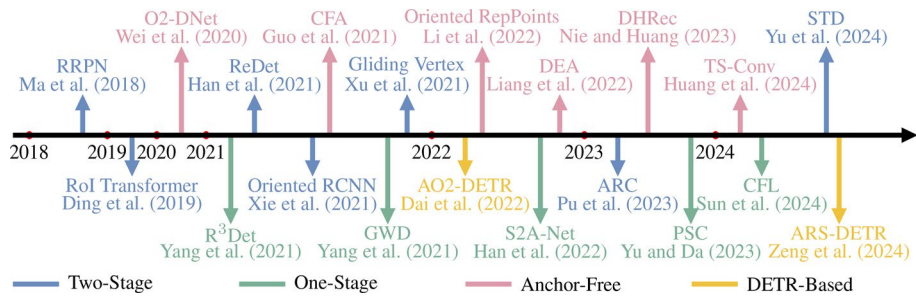 O2-DNet
Wei et al. (2020)
CFA
Guo et al. (2021)
Oriented RepPoints
Li et al. (2022)
DHRec
Nie and Huang (2023)
STD
Yu et al. (2024)
RRPN
Ma et al. (2018)
ReDet
Han et al. (2021)
Gliding Vertex
Xu et al. (2021)
DEA
Liang et al. (2022)
TS-Conv
Huang et al. (2024)
2018 2019 2020 2021 2022 2023 2024
RoI Transformer
Ding et al. (2019)
Oriented RCNN
Xie et al. (2021)
AO2-DETR
Dai et al. (2022)
ARC
Pu et al. (2023)
CFL
Sun et al. (2024)
R³Det
Yang et al. (2021)
GWD
Yang et al. (2021)
S2A-Net
Han et al. (2022)
PSC
Yu and Da (2023)
ARS-DETR
Zeng et al. (2024)
Two-Stage One-Stage Anchor-Free DETR-Based